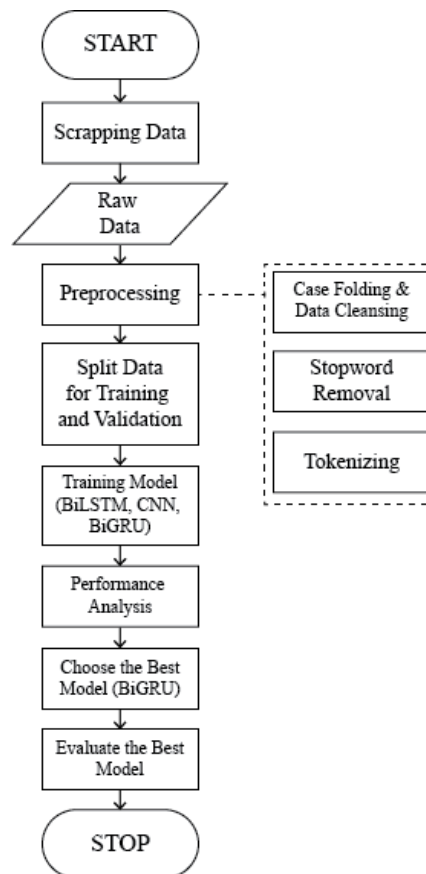 START
Scrapping Data
Raw
Data
Preprocessing
Case Folding &
Data Cleansing
Stopword
Removal
Tokenizing
Split Data
for Training
and Validation
Training Model
(BiLSTM, CNN,
BiGRU)
Performance
Analysis
Choose the Best
Model (BiGRU)
Evaluate the Best
Model
STOP